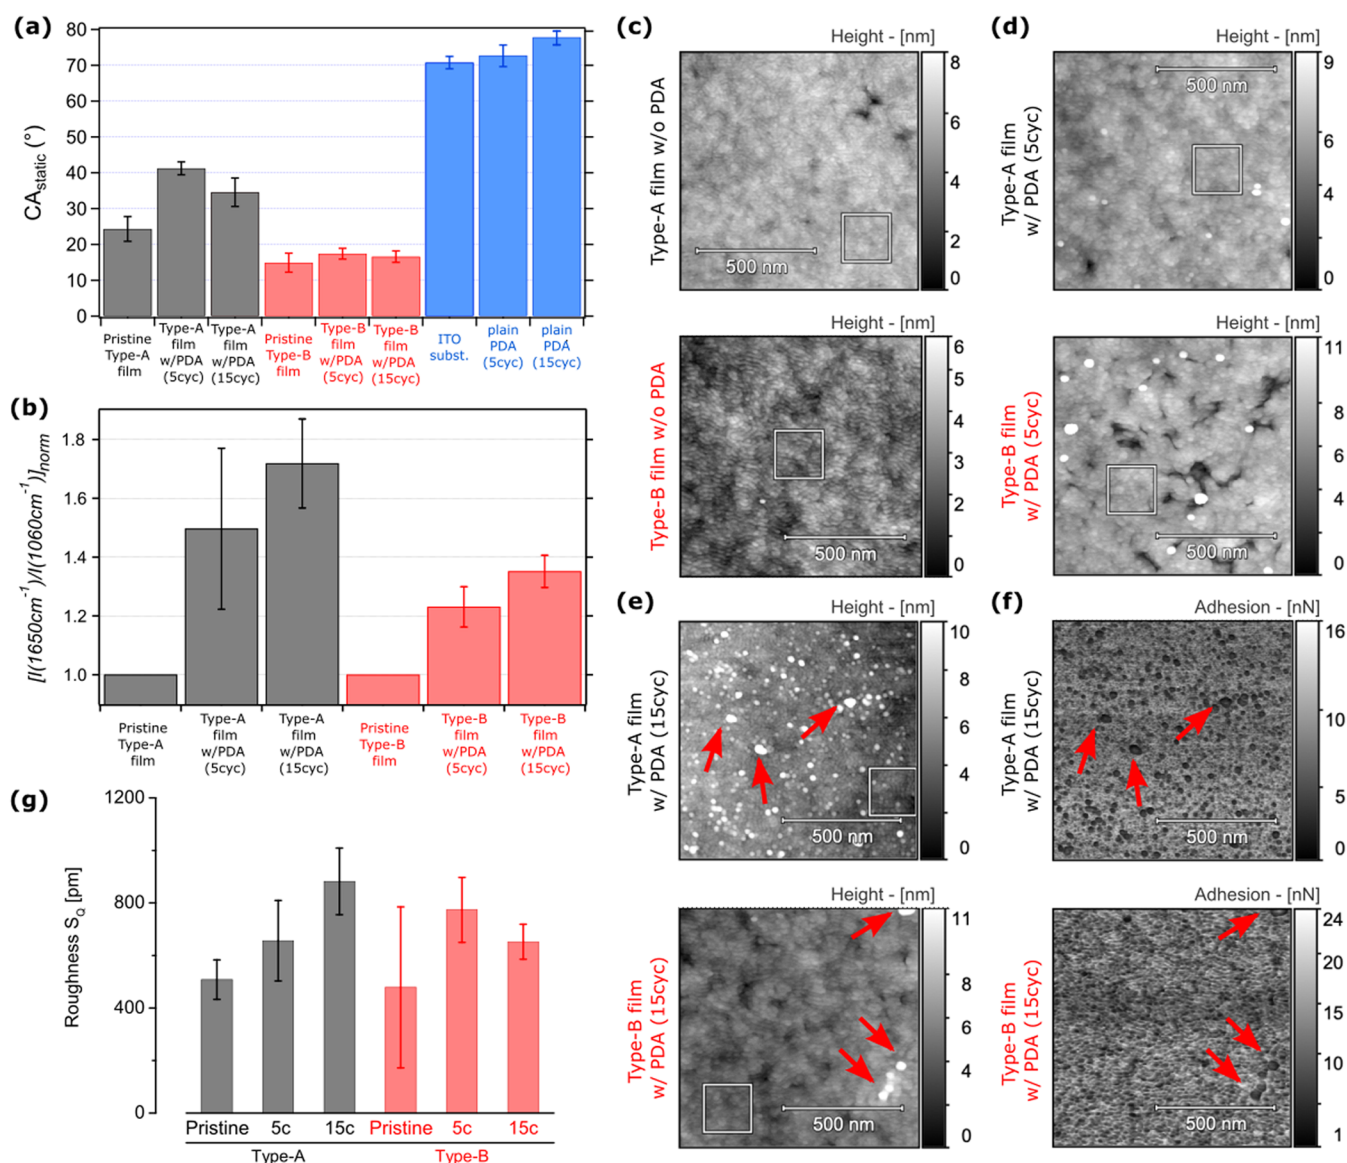 (a)
80
70
60
50
40
30
20
10
0
CAstatic (°)
Pristine
Type-A
film
Type-A
film
w/PDA
(5cyc)
Type-A
film
w/PDA
(15cyc)
Pristine
Type-B
film
Type-B
film
w/PDA
(5cyc)
Type-B
film
w/PDA
(15cyc)
ITO
subst.
plain
PDA
(5cyc)
plain
PDA
(15cyc)
(b)
1.8
1.6
1.4
1.2
1.0
[I(1650cm-1)/I(1060cm-1)]norm
Pristine
Type-A
film
Type-A
film
w/PDA
(5cyc)
Type-A
film
w/PDA
(15cyc)
Pristine
Type-B
film
Type-B
film
w/PDA
(5cyc)
Type-B
film
w/PDA
(15cyc)
(g)
1200
800
400
0
Roughness SQ [pm]
Pristine
5c
15c
Pristine
5c
15c
Type-A
Type-B
(c)
Height - [nm]
Type-A film w/o PDA
500 nm
8
6
4
2
0
Height - [nm]
Type-B film w/o PDA
500 nm
6
5
4
3
2
0
(d)
Height - [nm]
Type-A film
w/ PDA (5cyc)
500 nm
9
6
4
3
0
Height - [nm]
Type-B film
w/ PDA (5cyc)
500 nm
11
8
6
4
2
0
(e)
Height - [nm]
Type-A film
w/ PDA (15cyc)
500 nm
10
7
6
4
2
0
Height - [nm]
Type-B film
w/ PDA (15cyc)
500 nm
11
8
6
4
2
0
(f)
Adhesion - [nN]
Type-A film
w/ PDA (15cyc)
500 nm
16
10
5
0
Adhesion - [nN]
Type-B film
w/ PDA (15cyc)
500 nm
24
20
15
10
5
1